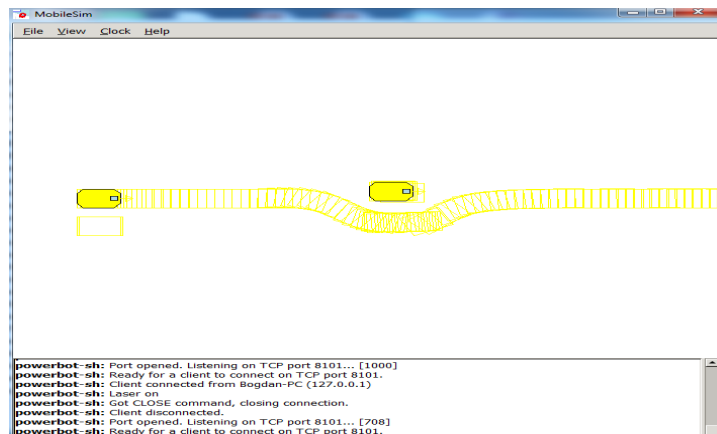 MobileSim
File View Clock Help
powerbot-sh: Port opened. Listening on TCP port 8101... [1000]
powerbot-sh: Ready for a client to connect on TCP port 8101.
powerbot-sh: Client connected from Bogdan-PC (127.0.0.1)
powerbot-sh: Laser on
powerbot-sh: Got CLOSE command, closing connection.
powerbot-sh: Client disconnected.
powerbot-sh: Port opened. Listening on TCP port 8101... [708]
powerbot-sh: Ready for a client to connect on TCP port 8101.